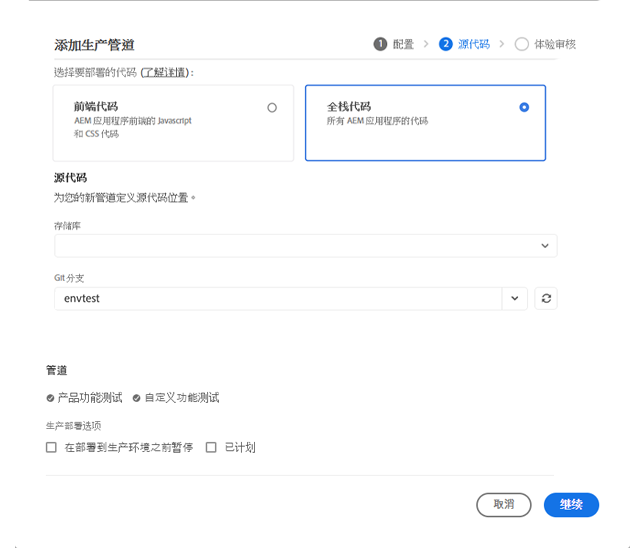 添加生产管道
1 配置 > 2 源代码 > 体验审核
选择要部署的代码 (了解详情) :
前端代码
AEM 应用程序前端的 Javascript
和 CSS 代码
全栈代码
所有 AEM 应用程序的代码
源代码
为您的新管道定义源代码位置。
存储库
Git 分支
envtest
管道
产品功能测试 自定义功能测试
生产部署选项
在部署到生产环境之前暂停 已计划
取消 继续